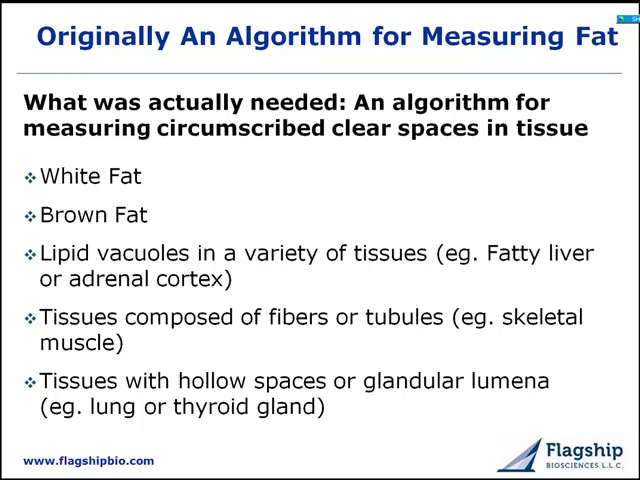 Originally An Algorithm for Measuring Fat
What was actually needed: An algorithm for
measuring circumscribed clear spaces in tissue
White Fat
Brown Fat
Lipid vacuoles in a variety of tissues (eg. Fatty liver
or adrenal cortex)
Tissues composed of fibers or tubules (eg. skeletal
muscle)
Tissues with hollow spaces or glandular lumena
(eg. lung or thyroid gland)
www.flagshipbio.com
Flagship
BIOSCIENCES L.L.C.